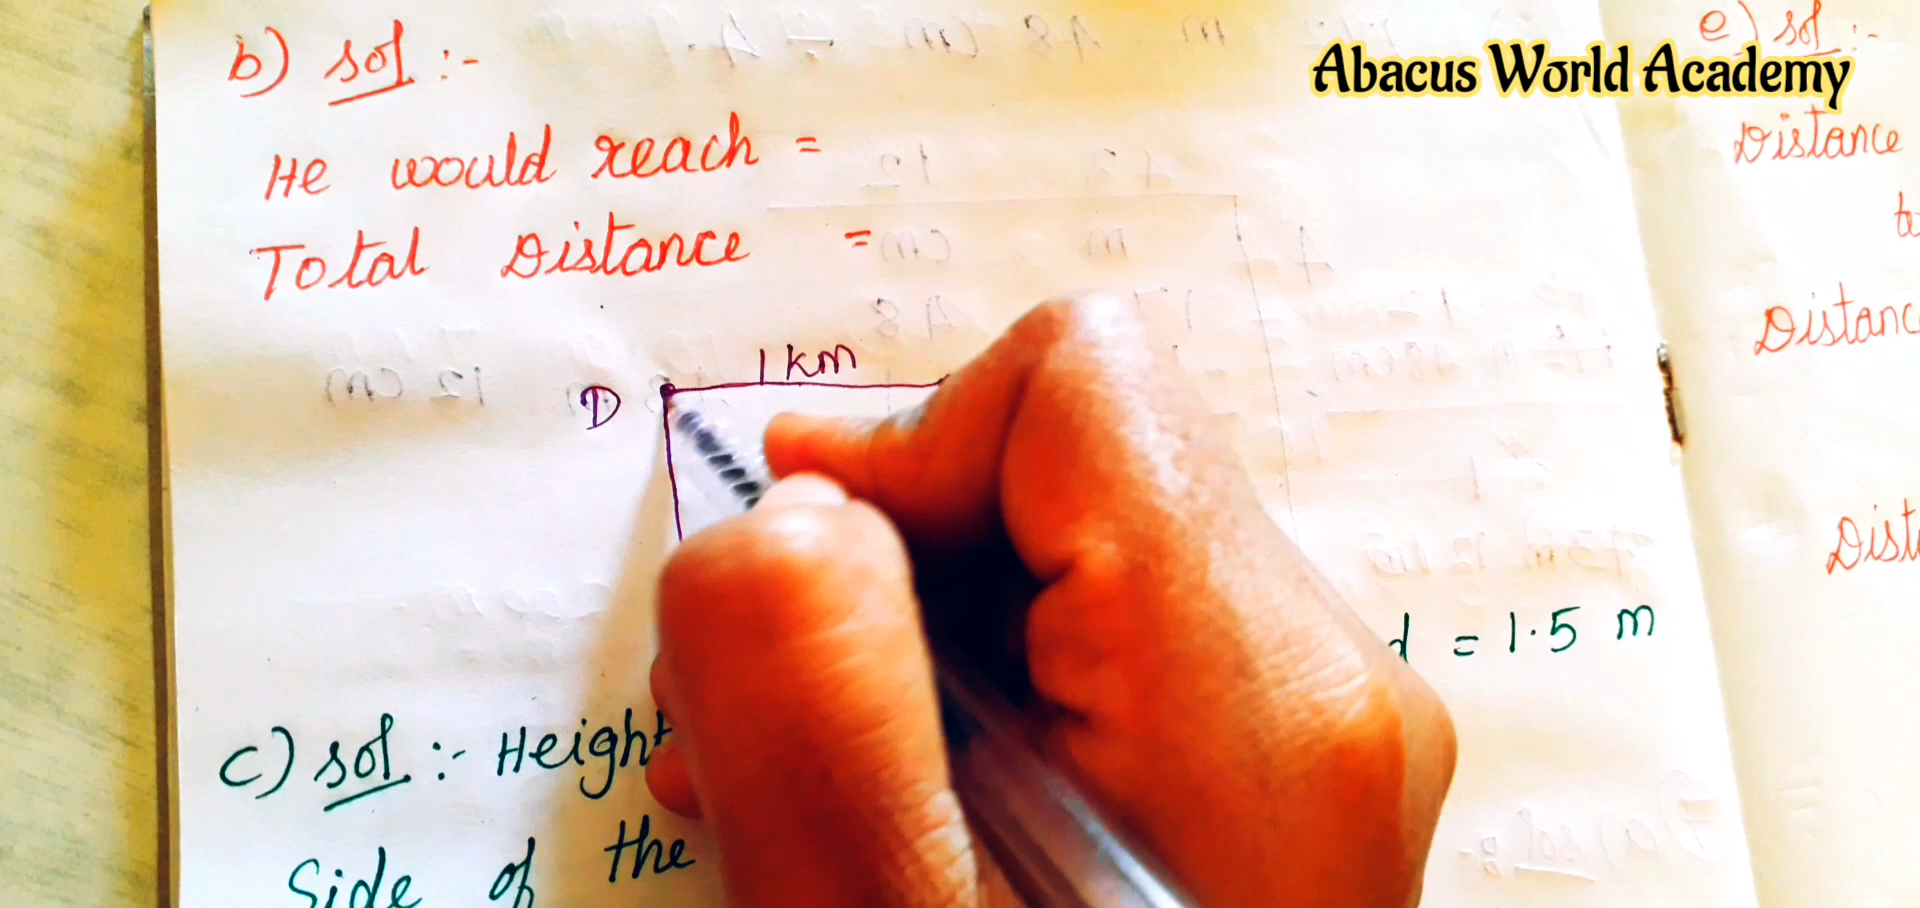 Abacus World Academy
b) sol :-
He would reach =
Total Distance =
1 km
D
d = 1.5 m
c) sol :- Height
Side of the
e) sol :-
Distance
Distanc
Dist